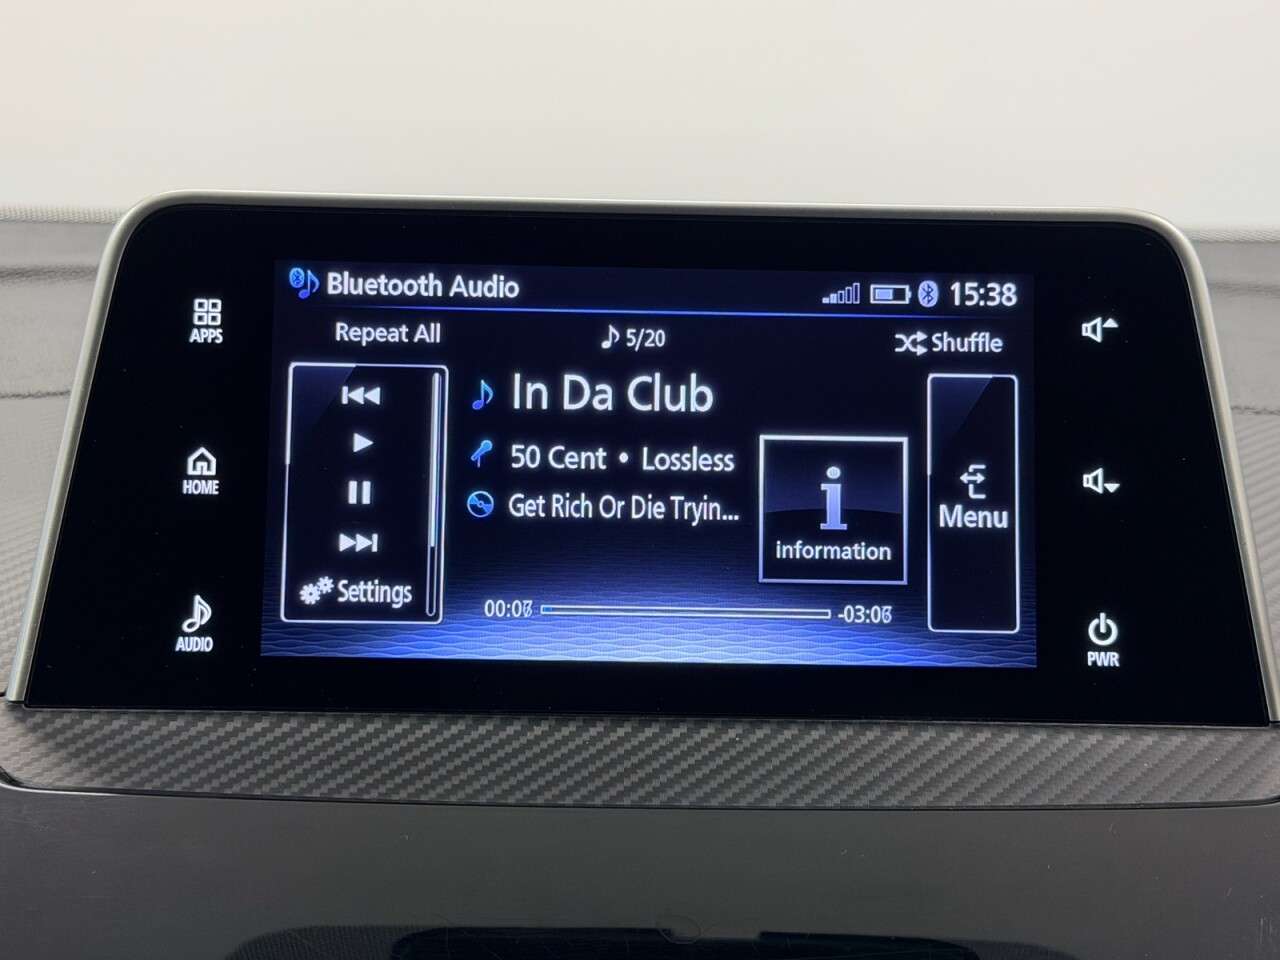 Bluetooth Audio
15:38
APPS
Repeat All
5/20
Shuffle
In Da Club
50 Cent • Lossless
Get Rich Or Die Tryin...
information
Menu
HOME
Settings
AUDIO
PWR